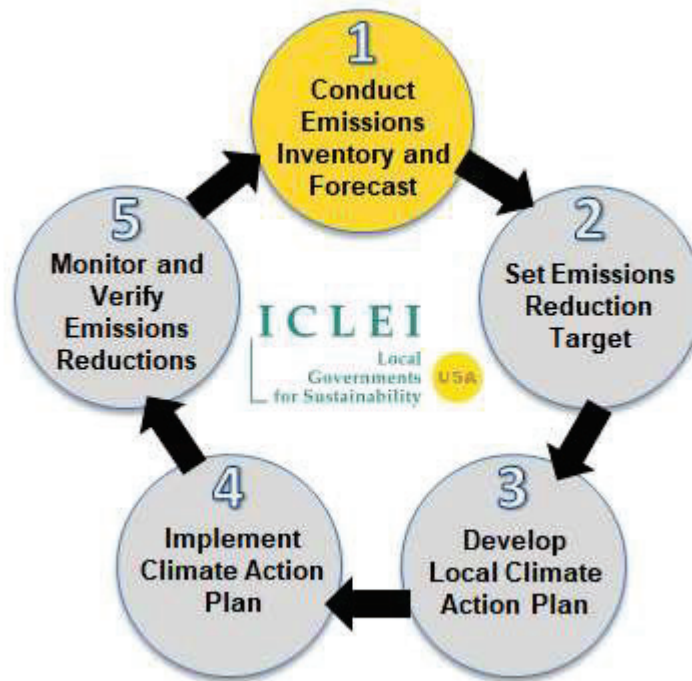 1
Conduct
Emissions
Inventory and
Forecast
2
Set Emissions
Reduction
Target
3
Develop
Local Climate
Action Plan
4
Implement
Climate Action
Plan
5
Monitor and
Verify
Emissions
Reductions
ICLEI
Local
Governments
for Sustainability
USA